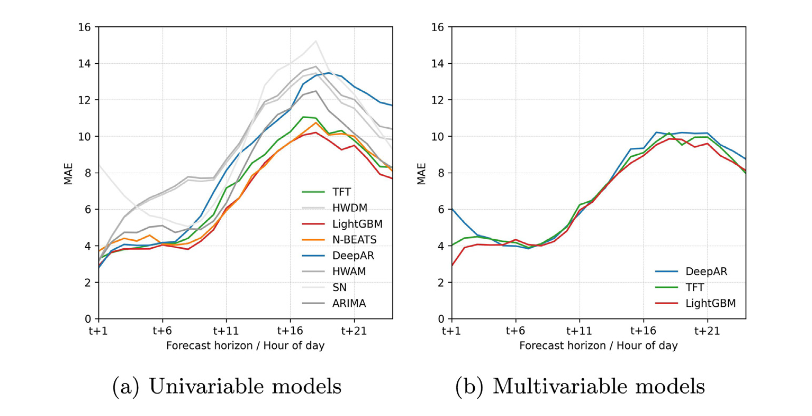 16
14
12
10
8
6
4
2
0
MAE
TFT
HWDM
LightGBM
N-BEATS
DeepAR
HWAM
SN
ARIMA
t+1 t+6 t+11 t+16 t+21
Forecast horizon / Hour of day
(a) Univariable models
16
14
12
10
8
6
4
2
0
MAE
DeepAR
TFT
LightGBM
t+1 t+6 t+11 t+16 t+21
Forecast horizon / Hour of day
(b) Multivariable models